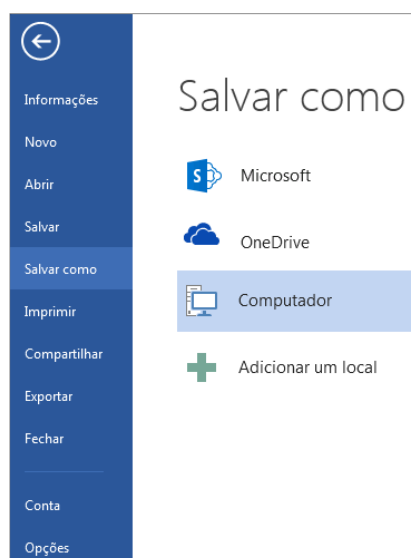 Informações
Novo
Abrir
Salvar
Salvar como
Imprimir
Compartilhar
Exportar
Fechar
Conta
Opções
Salvar como
S
Microsoft
OneDrive
Computador
Adicionar um local